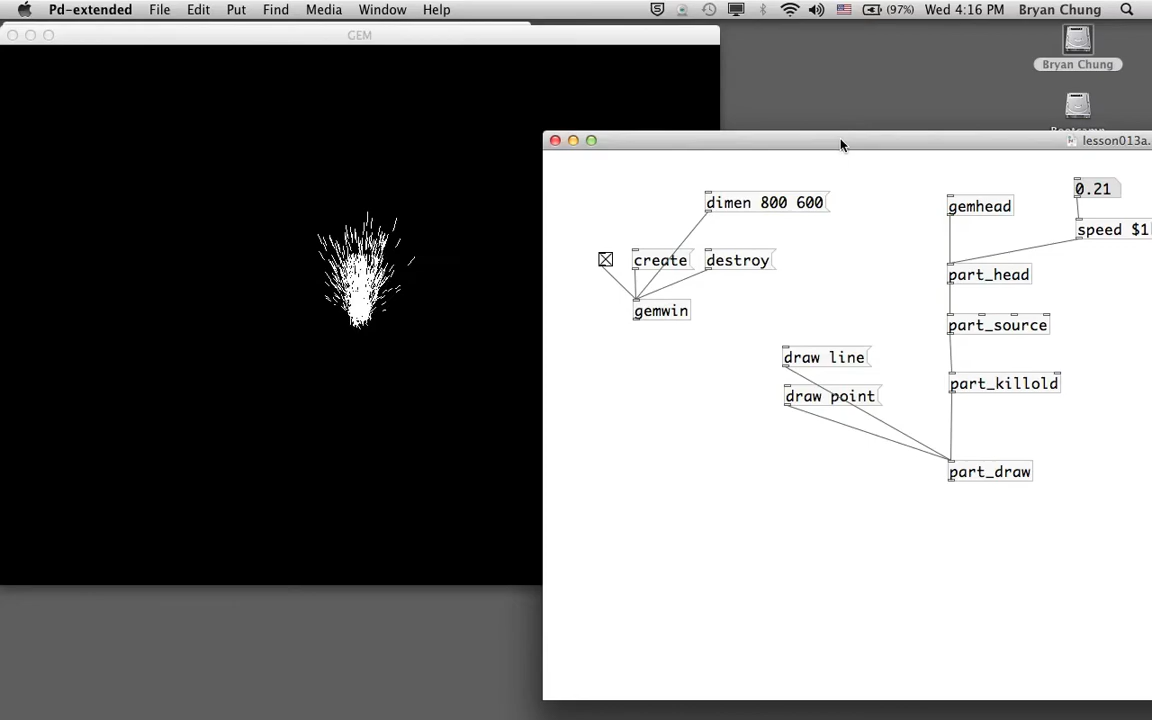 Pd-extended File Edit Put Find Media Window Help (97%) Wed 4:16 PM Bryan Chung
GEM
Bryan Chung
Bootcamp
lesson013a.
dimen 800 600
0.21
gemhead
speed $1
create
destroy
part_head
gemwin
part_source
draw line
part_killold
draw point
part_draw